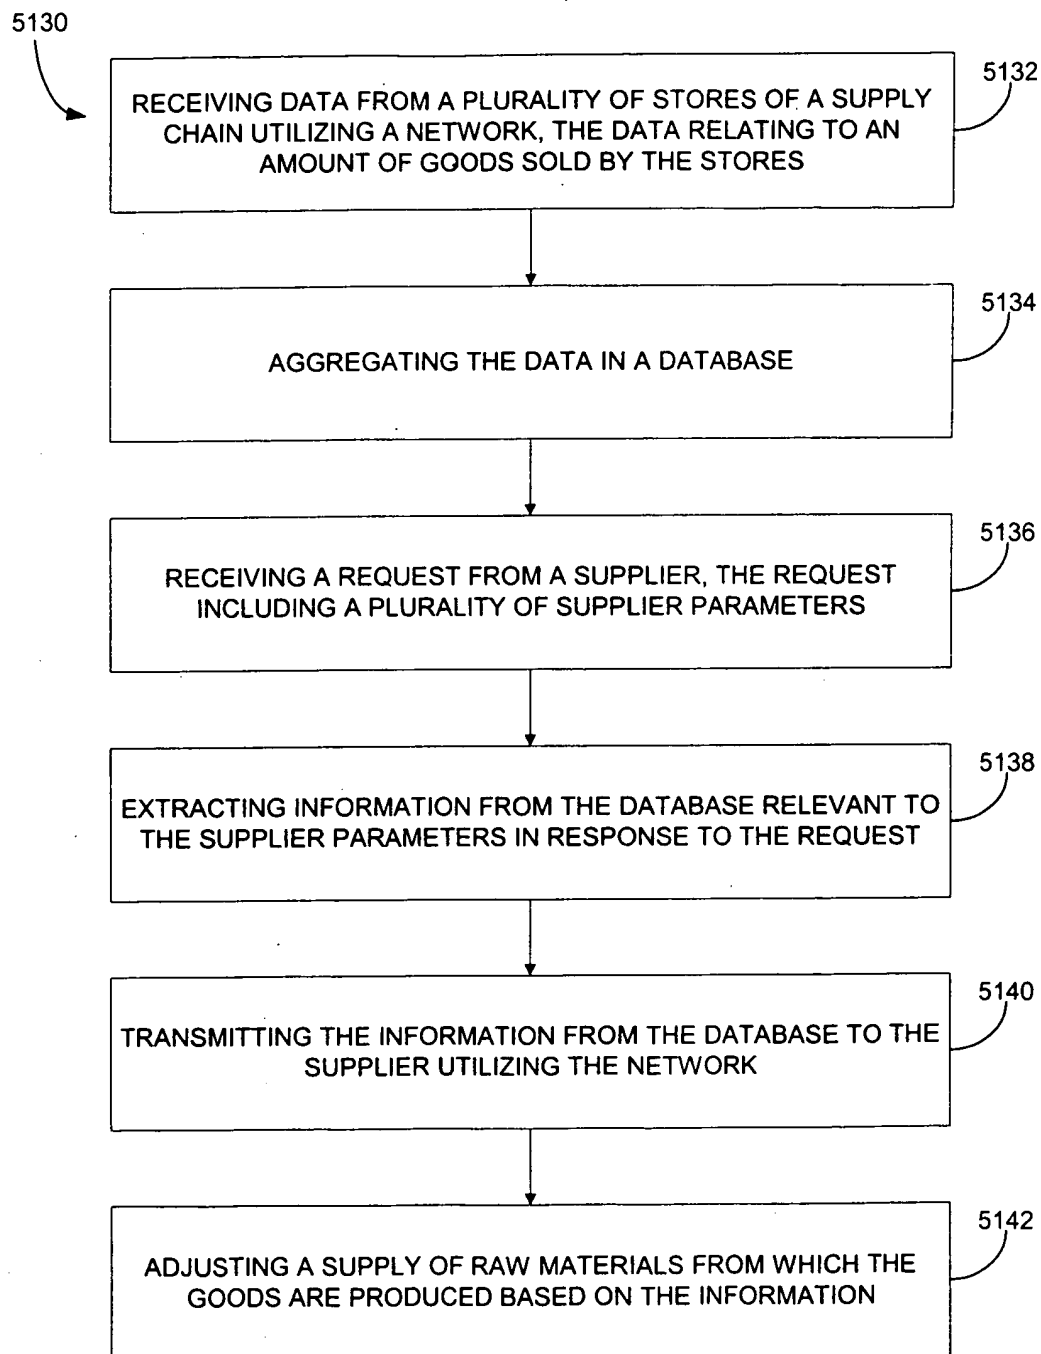 5130
5132
RECEIVING DATA FROM A PLURALITY OF STORES OF A SUPPLY
CHAIN UTILIZING A NETWORK, THE DATA RELATING TO AN
AMOUNT OF GOODS SOLD BY THE STORES
5134
AGGREGATING THE DATA IN A DATABASE
5136
RECEIVING A REQUEST FROM A SUPPLIER, THE REQUEST
INCLUDING A PLURALITY OF SUPPLIER PARAMETERS
5138
EXTRACTING INFORMATION FROM THE DATABASE RELEVANT TO
THE SUPPLIER PARAMETERS IN RESPONSE TO THE REQUEST
5140
TRANSMITTING THE INFORMATION FROM THE DATABASE TO THE
SUPPLIER UTILIZING THE NETWORK
5142
ADJUSTING A SUPPLY OF RAW MATERIALS FROM WHICH THE
GOODS ARE PRODUCED BASED ON THE INFORMATION